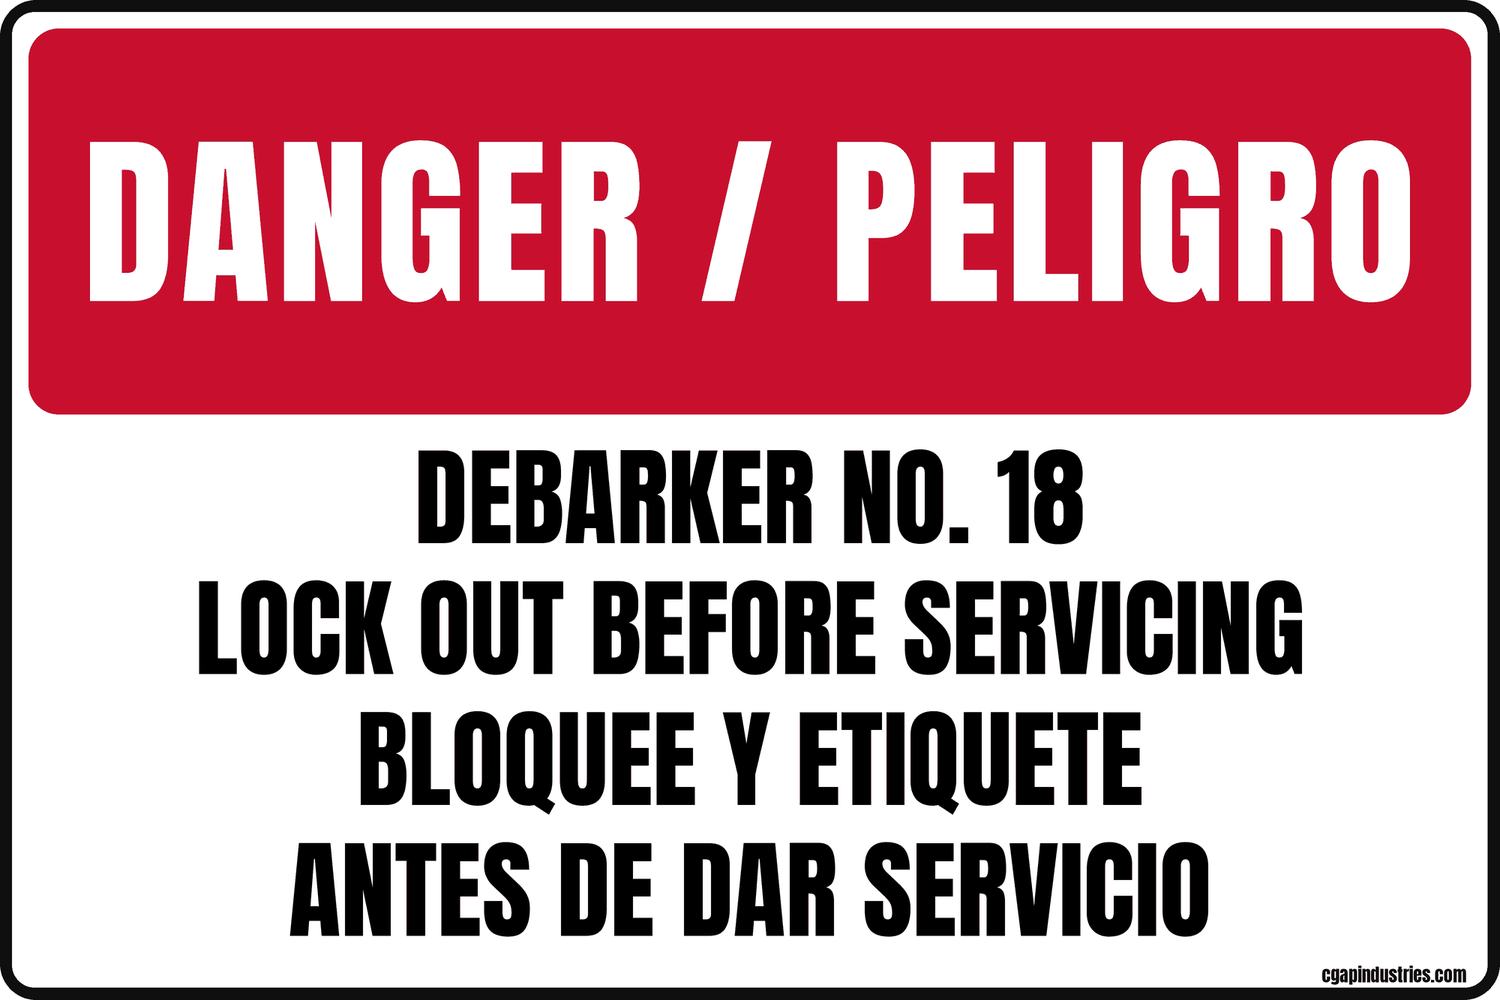 DANGER / PELIGRO
DEBARKER NO. 18
LOCK OUT BEFORE SERVICING
BLOQUEE Y ETIQUETE
ANTES DE DAR SERVICIO
cgapindustries.com